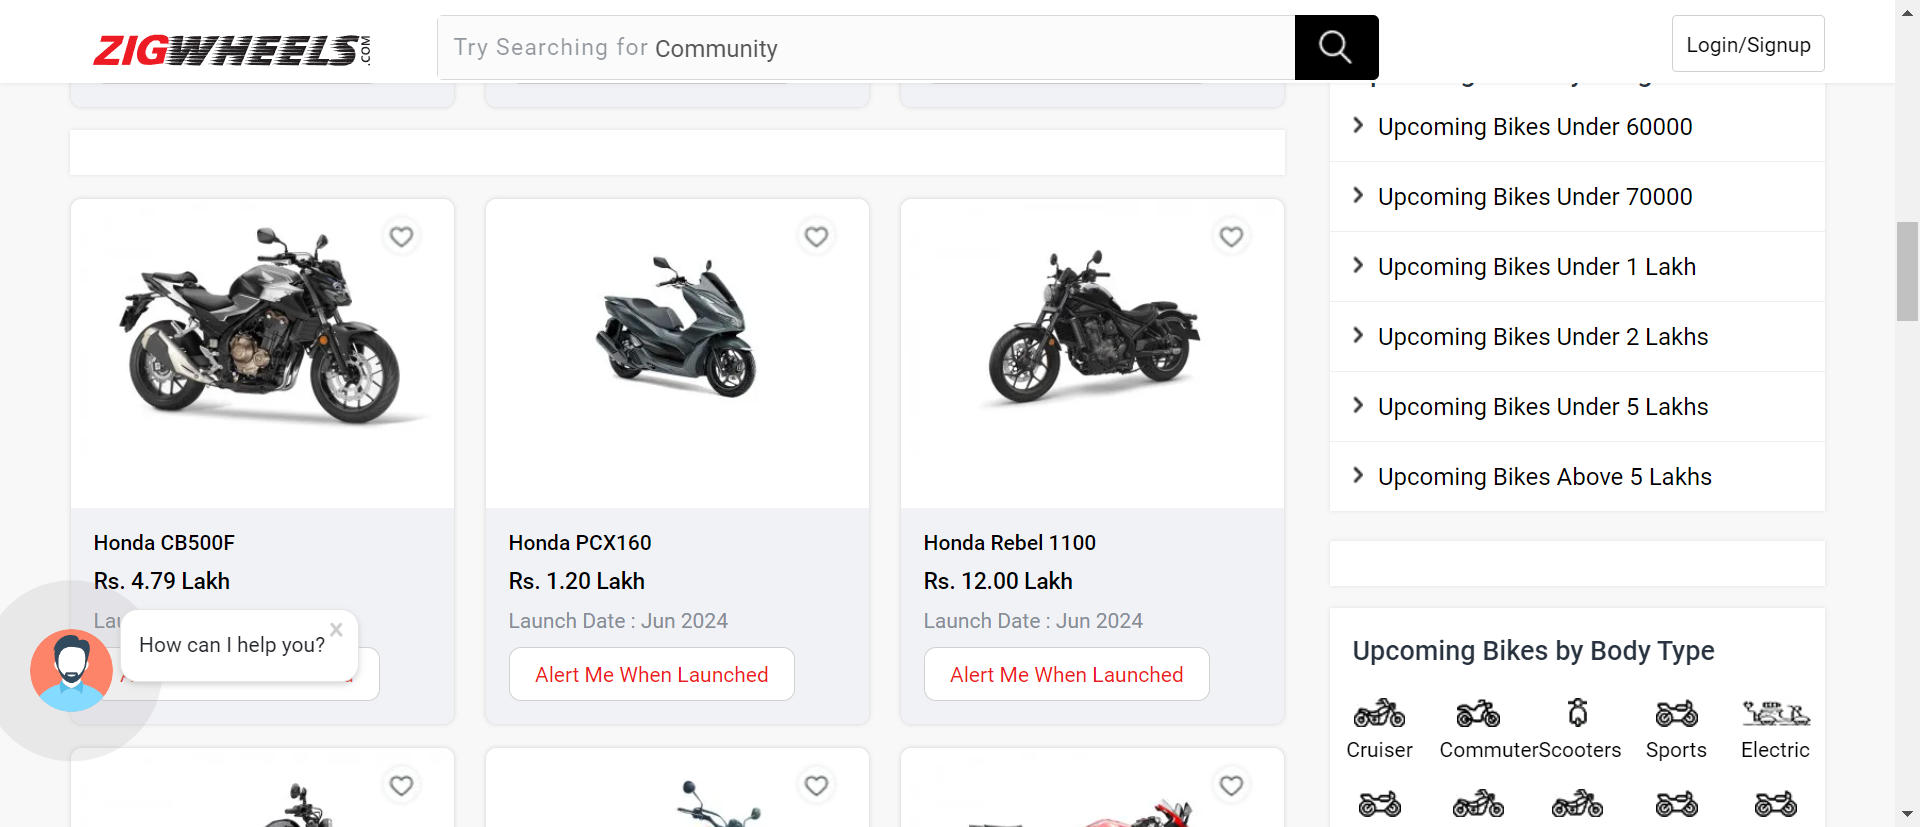 ZIGWHEELS.COM
Try Searching for Community
Login/Signup
Upcoming Bikes Under 60000
Upcoming Bikes Under 70000
Upcoming Bikes Under 1 Lakh
Upcoming Bikes Under 2 Lakhs
Upcoming Bikes Under 5 Lakhs
Upcoming Bikes Above 5 Lakhs
Honda CB500F
Rs. 4.79 Lakh
Honda PCX160
Rs. 1.20 Lakh
Launch Date : Jun 2024
Alert Me When Launched
Honda Rebel 1100
Rs. 12.00 Lakh
Launch Date : Jun 2024
Alert Me When Launched
How can I help you?
Upcoming Bikes by Body Type
Cruiser
Commuter
Scooters
Sports
Electric